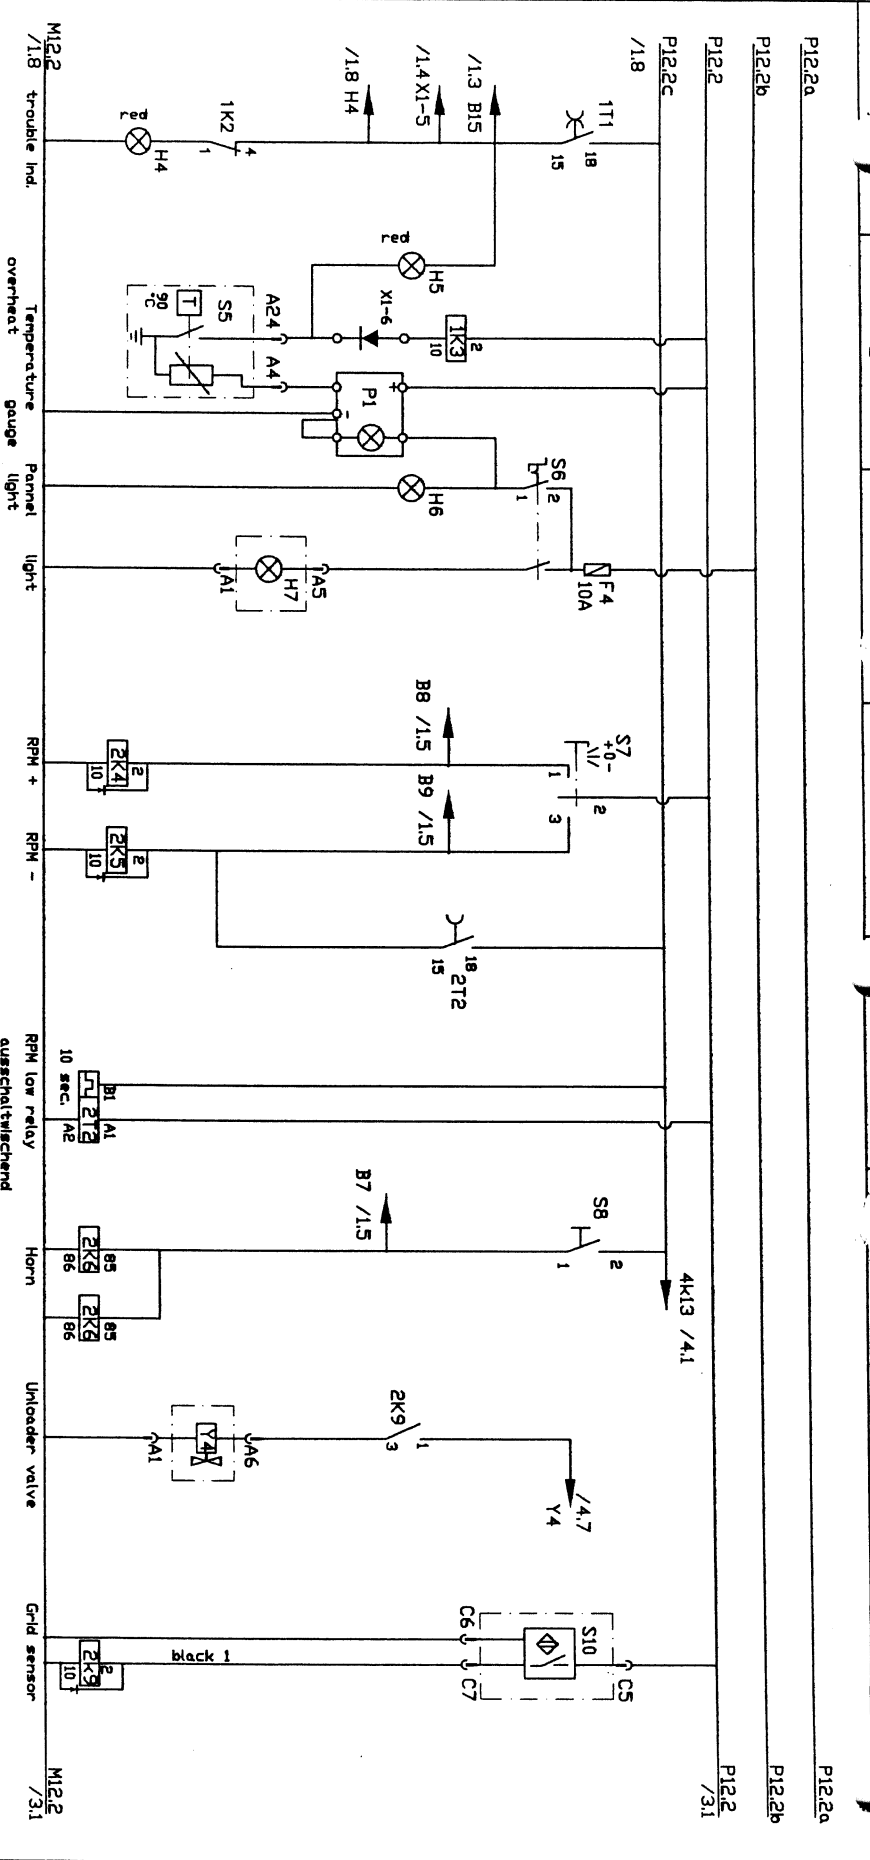 P12.2a
P12.2b
P12.2
P12.2c
/1.8
M12.2
/1.8
P12.2a
P12.2b
P12.2
/3.1
M12.2
/3.1
/1.8 H4
/1.4 X1-5
/1.3 B15
1T1
15
18
1K2
1
4
red
H4
trouble ind.
red
H5
X1-6
1K3
10
2
A24
S5
T
90
°C
A4
P1
+
-
Temperature
overheat gauge
H6
S6
1
2
Pannel
light
A1
H7
A5
F4
10A
light
B8 /1.5
S7
+0-
1
2
3
B9 /1.5
2K4
2
10
RPM +
2K5
2
10
RPM -
15
18
2T2
10 sec.
B1
2T2
A1
A2
RPM low relay
ausschaltwischend
B7 /1.5
S8
1
2
4k13 /4.1
2K6
85
86
2K6
85
86
Horn
2K9
3
1
/4.7
Y4
A1
Y4
A6
Unloader valve
C6
C7
S10
C5
black 1
2k9
2
10
Grid sensor